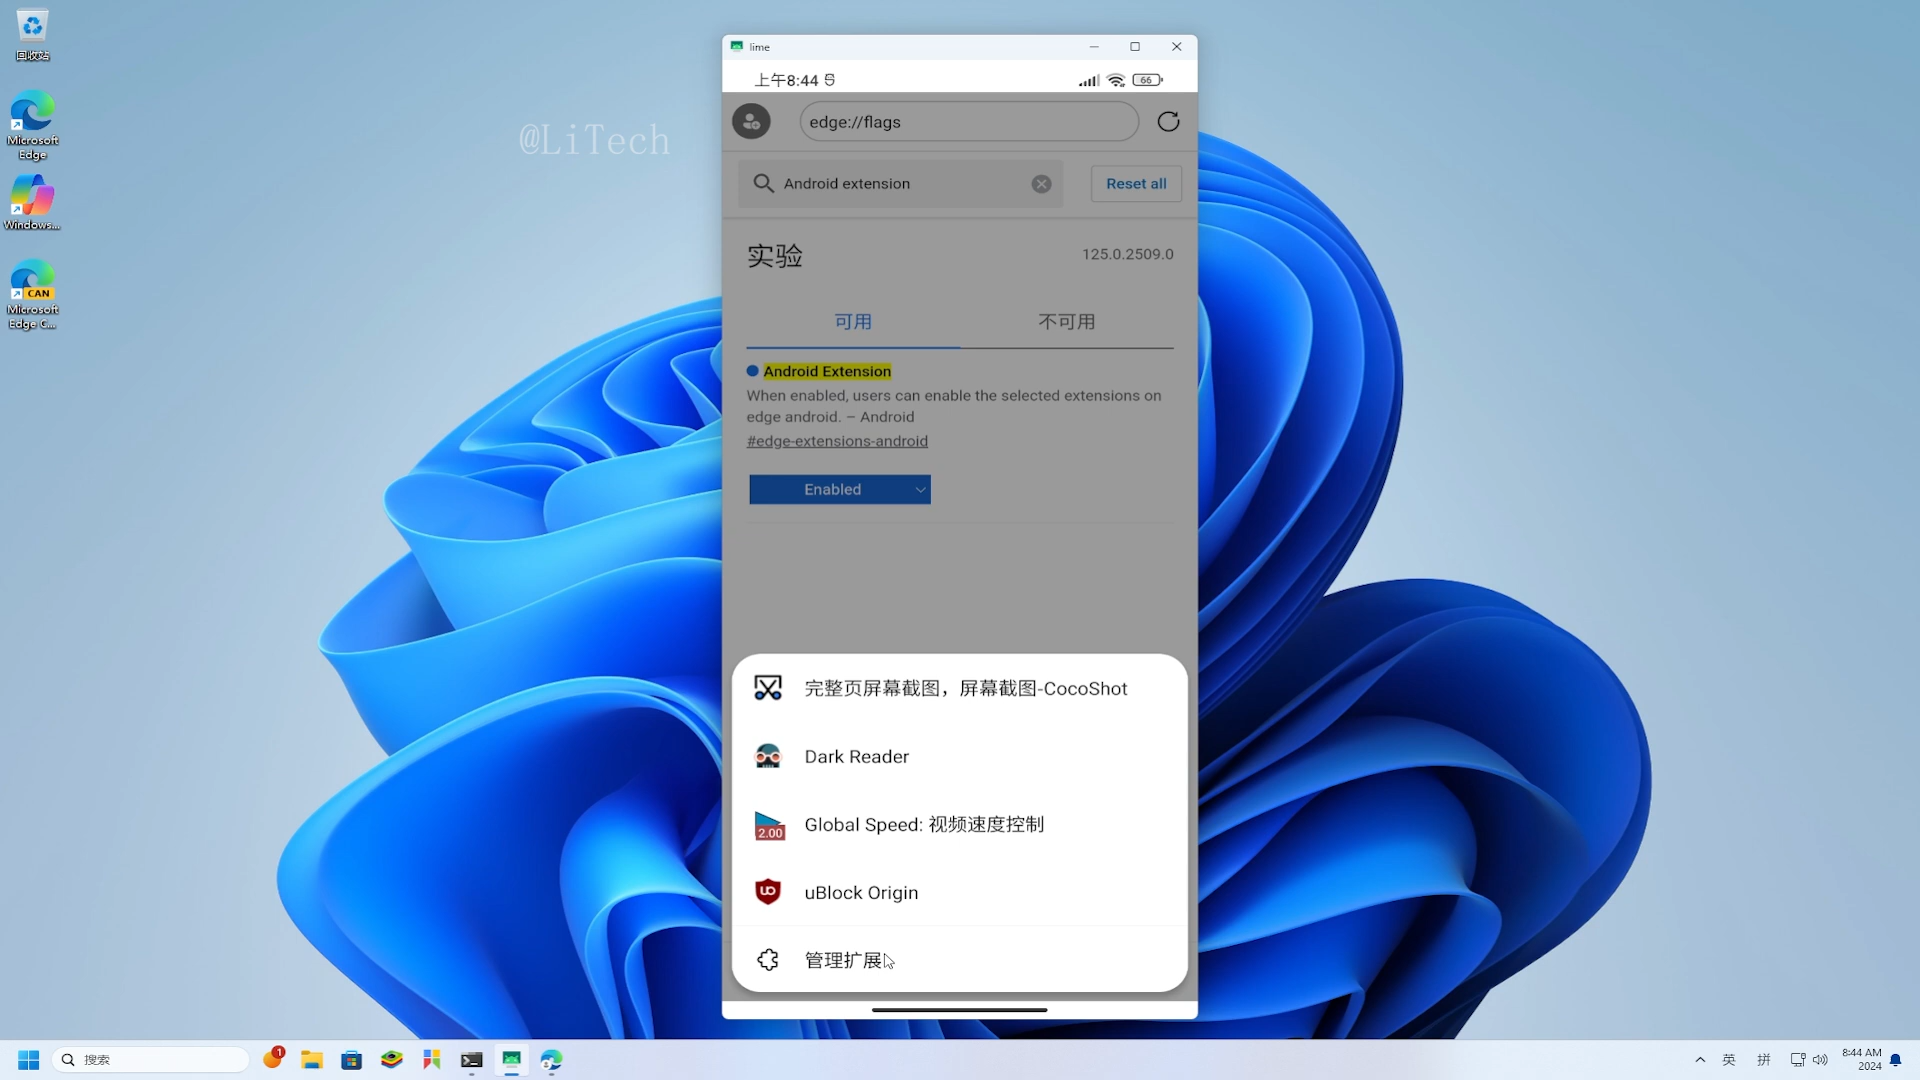 回收站
Microsoft
Edge
Windows...
CAN
Microsoft
Edge C...
@LiTech
lime
上午8:44
66
edge://flags
Android extension
Reset all
实验
125.0.2509.0
可用
不可用
Android Extension
When enabled, users can enable the selected extensions on
edge android. – Android
#edge-extensions-android
Enabled
完整页屏幕截图，屏幕截图-CocoShot
Dark Reader
2.00
Global Speed: 视频速度控制
uBlock Origin
管理扩展
搜索
1
英
拼
8:44 AM
2024